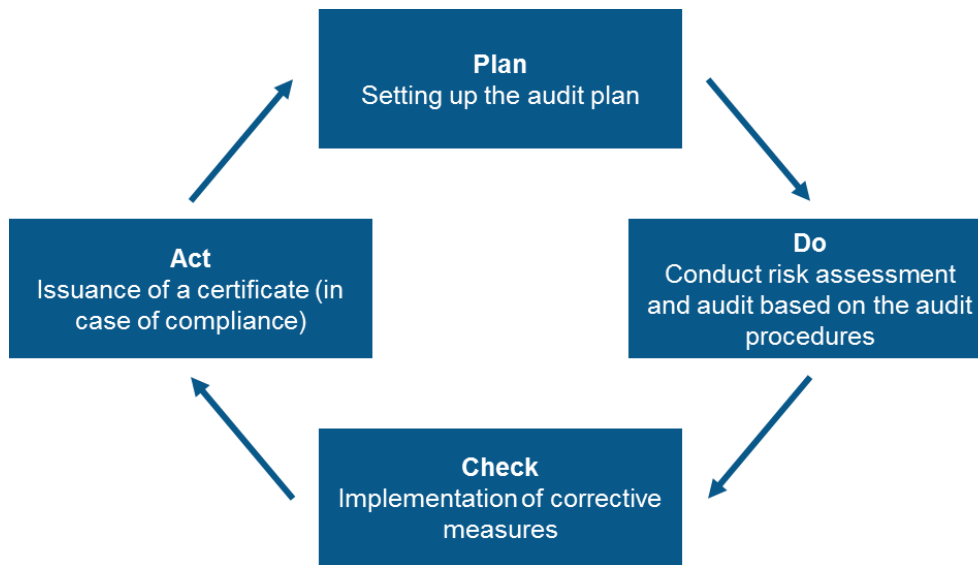 Plan
Setting up the audit plan
Act
Issuance of a certificate (in
case of compliance)
Do
Conduct risk assessment
and audit based on the audit
procedures
Check
Implementation of corrective
measures